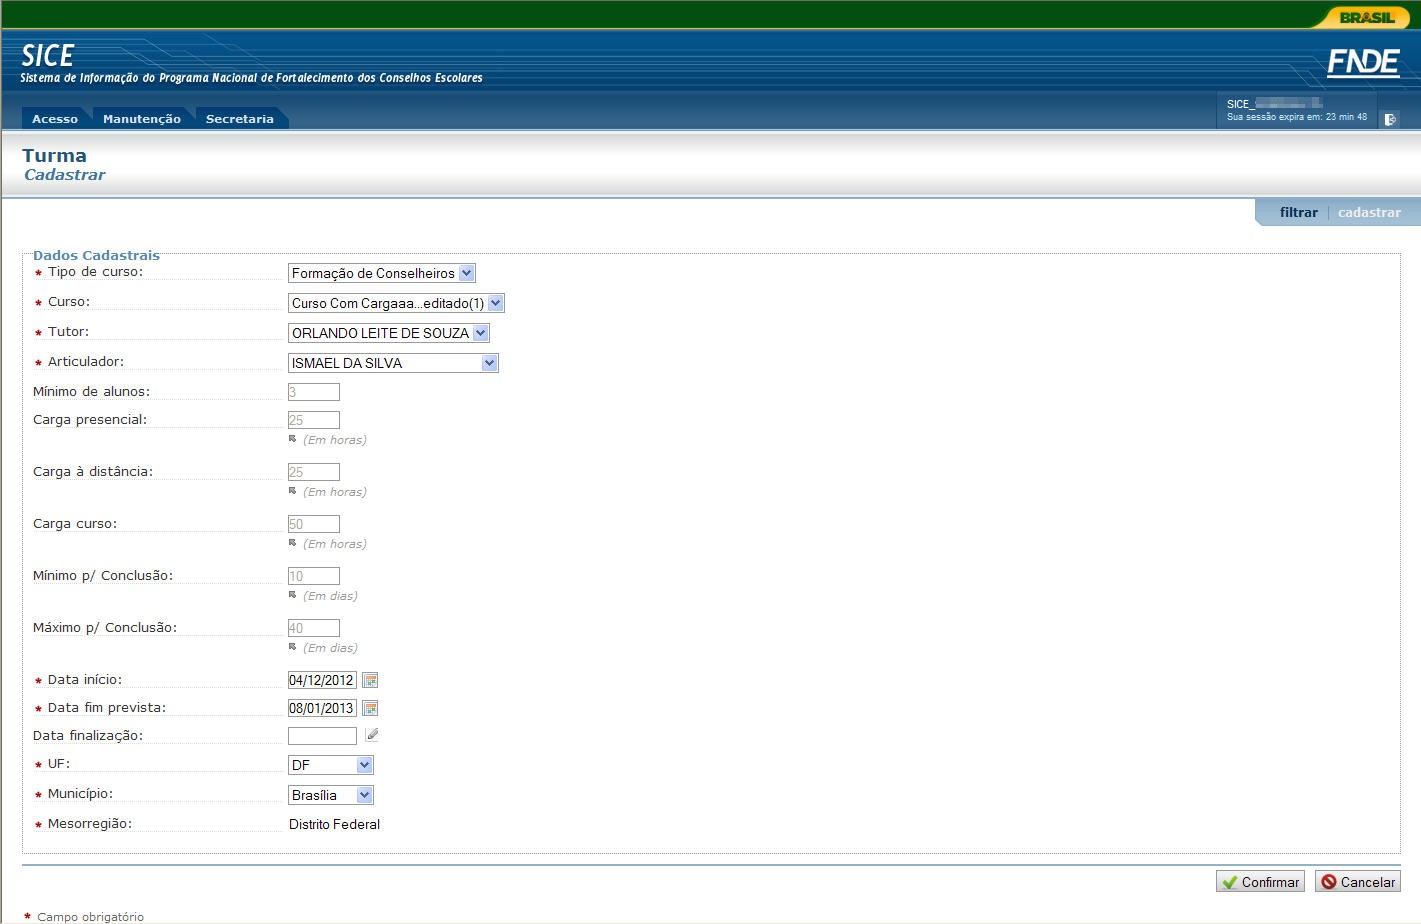 BRASIL
SICE
Sistema de Informação do Programa Nacional de Fortalecimento dos Conselhos Escolares
FNDE
Acesso Manutenção Secretaria
SICE_
Sua sessão expira em: 23 min 48
Turma
Cadastrar
filtrar | cadastrar
Dados Cadastrais
* Tipo de curso: Formação de Conselheiros
* Curso: Curso Com Cargaaa...editado(1)
* Tutor: ORLANDO LEITE DE SOUZA
* Articulador: ISMAEL DA SILVA
Mínimo de alunos: 3
Carga presencial: 25
(Em horas)
Carga à distância: 25
(Em horas)
Carga curso: 50
(Em horas)
Mínimo p/ Conclusão: 10
(Em dias)
Máximo p/ Conclusão: 40
(Em dias)
* Data início: 04/12/2012
* Data fim prevista: 08/01/2013
Data finalização:
* UF: DF
* Município: Brasília
* Mesorregião: Distrito Federal
Confirmar Cancelar
* Campo obrigatório